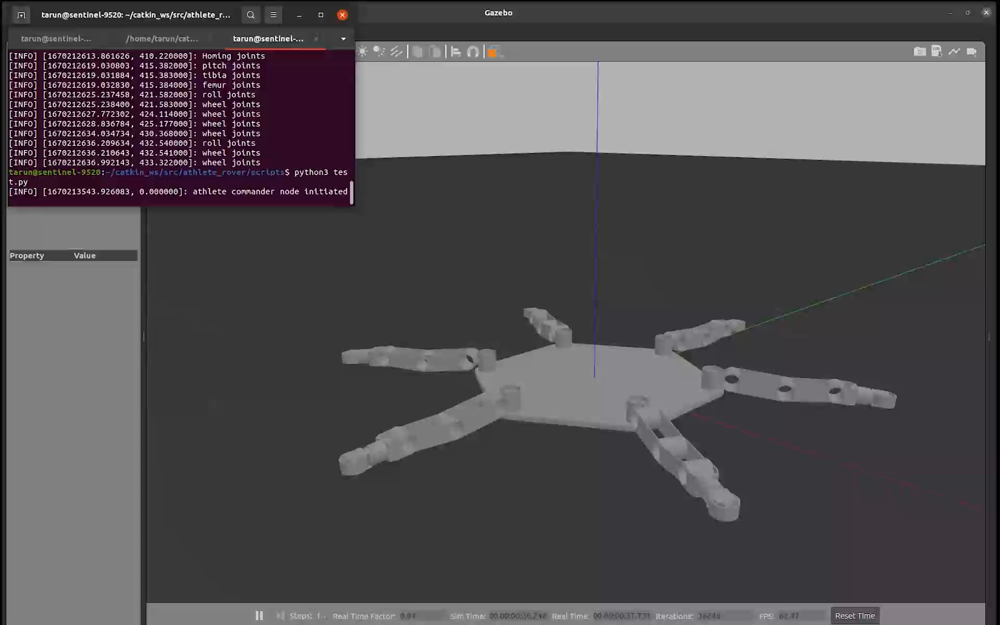 Gazebo
tarun@sentinel-9520: ~/catkin_ws/src/athlete_r...
tarun@sentinel-...
/home/tarun/cat...
tarun@sentinel-...
[INFO] [1670212613.861626, 410.220000]: Homing joints
[INFO] [1670212619.030803, 415.382000]: pitch joints
[INFO] [1670212619.031884, 415.383000]: tibia joints
[INFO] [1670212619.032830, 415.384000]: femur joints
[INFO] [1670212625.237458, 421.582000]: roll joints
[INFO] [1670212625.238400, 421.583000]: wheel joints
[INFO] [1670212627.772302, 424.114000]: wheel joints
[INFO] [1670212628.836784, 425.177000]: wheel joints
[INFO] [1670212634.034734, 430.368000]: wheel joints
[INFO] [1670212636.209634, 432.540000]: roll joints
[INFO] [1670212636.210643, 432.541000]: wheel joints
[INFO] [1670212636.992143, 433.322000]: wheel joints
tarun@sentinel-9520:~/catkin_ws/src/athlete_rover/scripts$ python3 tes
t.py
[INFO] [1670213543.926083, 0.000000]: athlete commander node initiated
Property Value
Steps: 1... Real Time Factor: 0.94 Sim Time: 00:00:00:36.246 Real Time: 00:00:00:37.731 Iterations: 36246 FPS: 62.47 Reset Time